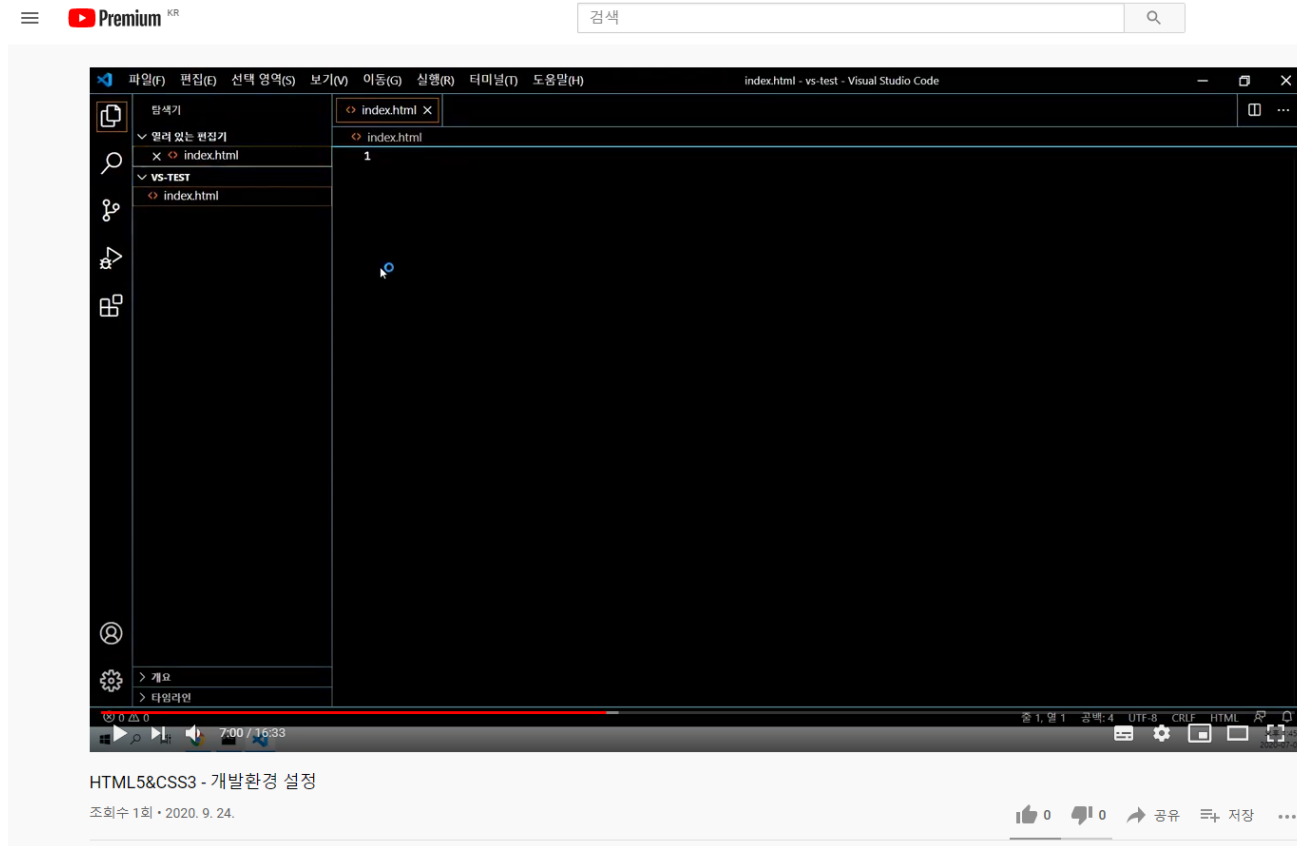 Premium KR
검색
파일(F) 편집(E) 선택 영역(S) 보기(V) 이동(G) 실행(R) 터미널(T) 도움말(H) index.html - vs-test - Visual Studio Code
탐색기
index.html
열려 있는 편집기
index.html
index.html
1
VS-TEST
index.html
개요
타임라인
0 0
줄 1, 열 1 공백: 4 UTF-8 CRLF HTML
7:00 / 16:33
HTML5&CSS3 - 개발환경 설정
조회수 1회 • 2020. 9. 24.
0 0 공유 저장